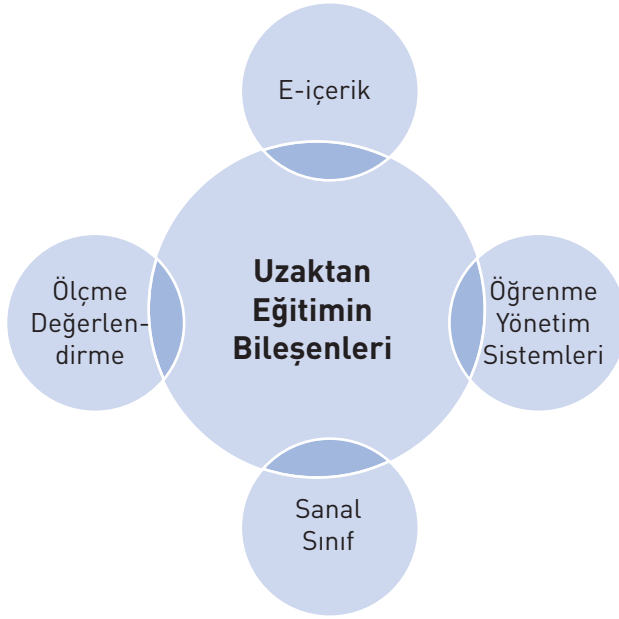 E-içerik
Uzaktan
Eğitimin
Bileşenleri
Ölçme
Değerlen-
dirme
Öğrenme
Yönetim
Sistemleri
Sanal
Sınıf